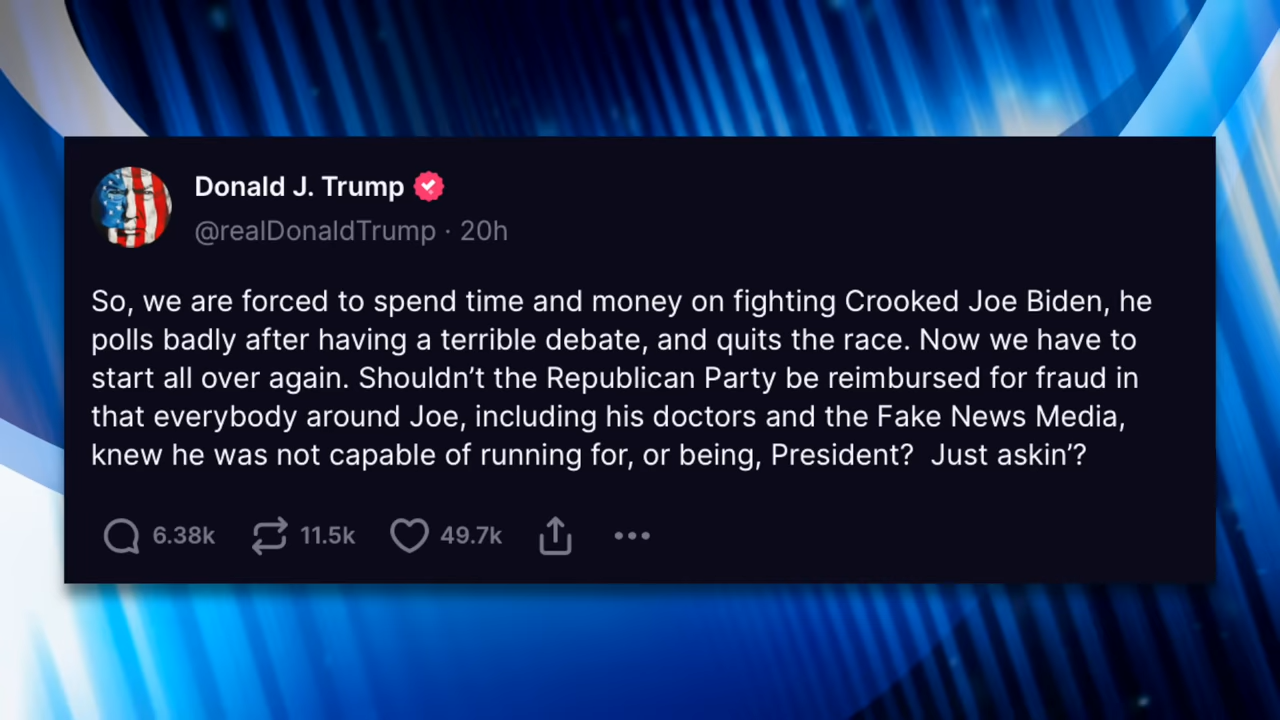 Donald J. Trump
@realDonaldTrump · 20h
So, we are forced to spend time and money on fighting Crooked Joe Biden, he
polls badly after having a terrible debate, and quits the race. Now we have to
start all over again. Shouldn’t the Republican Party be reimbursed for fraud in
that everybody around Joe, including his doctors and the Fake News Media,
knew he was not capable of running for, or being, President?  Just askin’?
6.38k 11.5k 49.7k